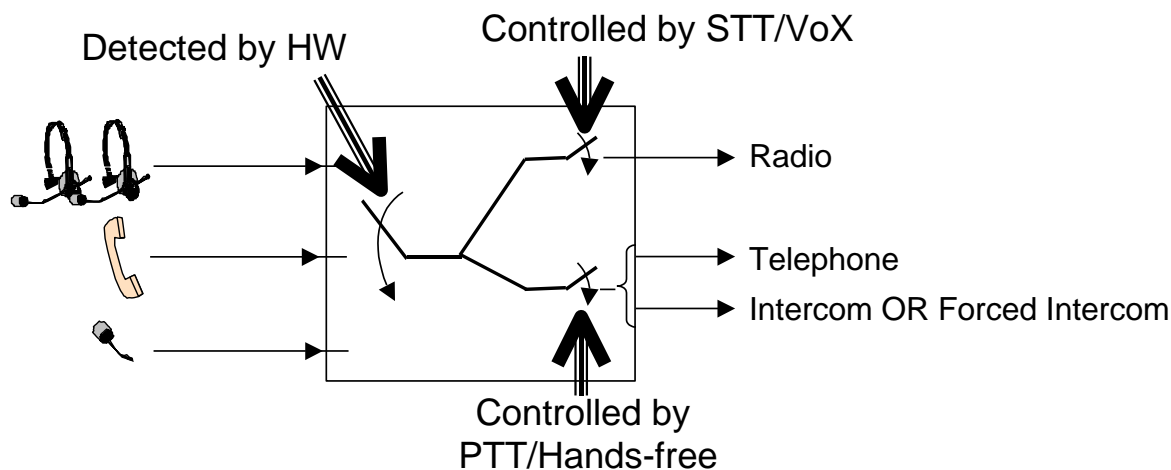 Controlled by STT/VoX
Detected by HW
Radio
Telephone
Intercom OR Forced Intercom
Controlled by
PTT/Hands-free